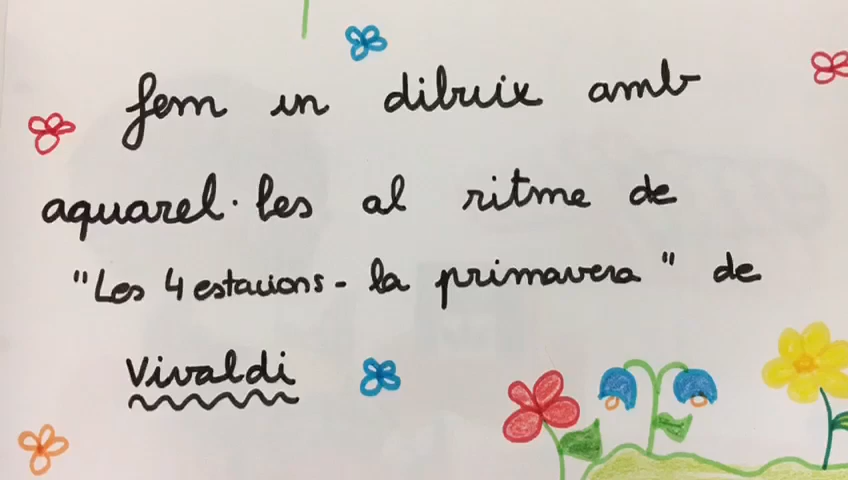 fem un dibuix amb
aquarel·les al ritme de
"Les 4 estacions - la primavera" de
Vivaldi